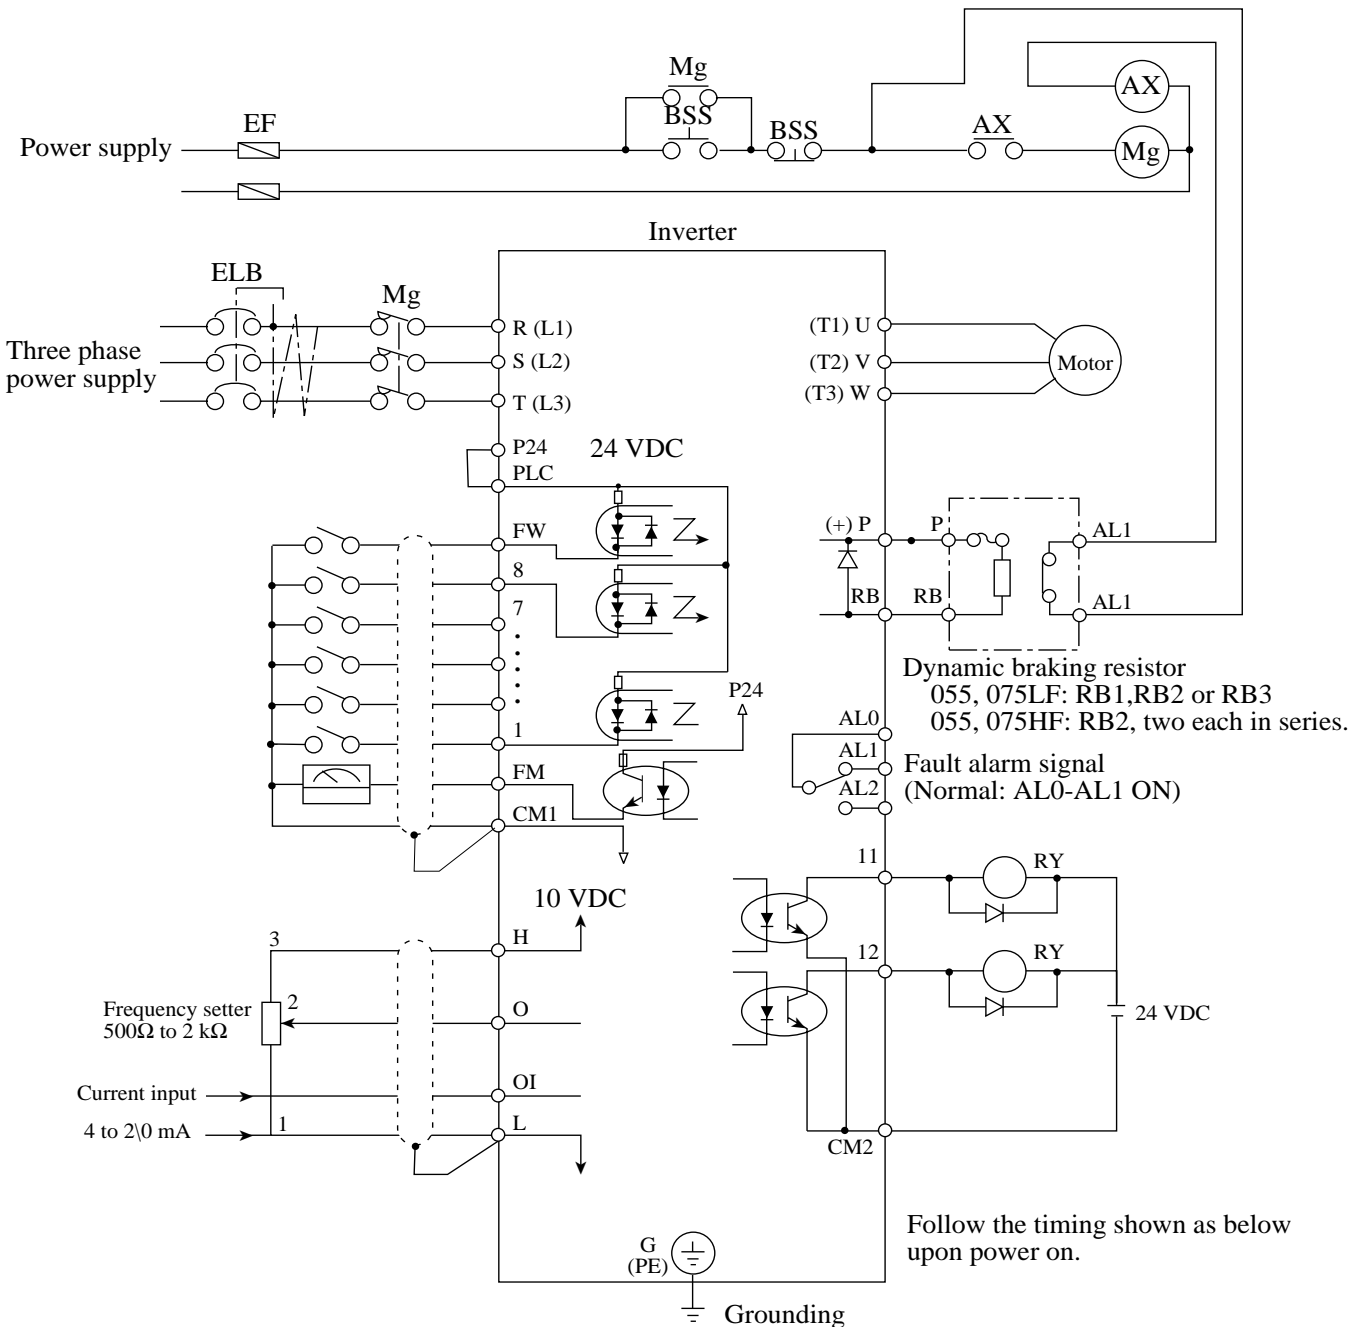 Mg
AX
EF
BSS
BSS
AX
Mg
Power supply
Inverter
ELB
Mg
R (L1)
(T1) U
Three phase
power supply
S (L2)
(T2) V
Motor
T (L3)
(T3) W
P24
24 VDC
PLC
FW
(+) P
P
AL1
8
RB
RB
AL1
7
Dynamic braking resistor
055, 075LF: RB1,RB2 or RB3
055, 075HF: RB2, two each in series.
P24
AL0
1
AL1
Fault alarm signal
(Normal: AL0-AL1 ON)
FM
AL2
CM1
11
RY
10 VDC
3
H
12
RY
Frequency setter
500Ω to 2 kΩ
2
O
24 VDC
Current input
OI
4 to 2\0 mA
1
L
CM2
Follow the timing shown as below
upon power on.
G
(PE)
Grounding